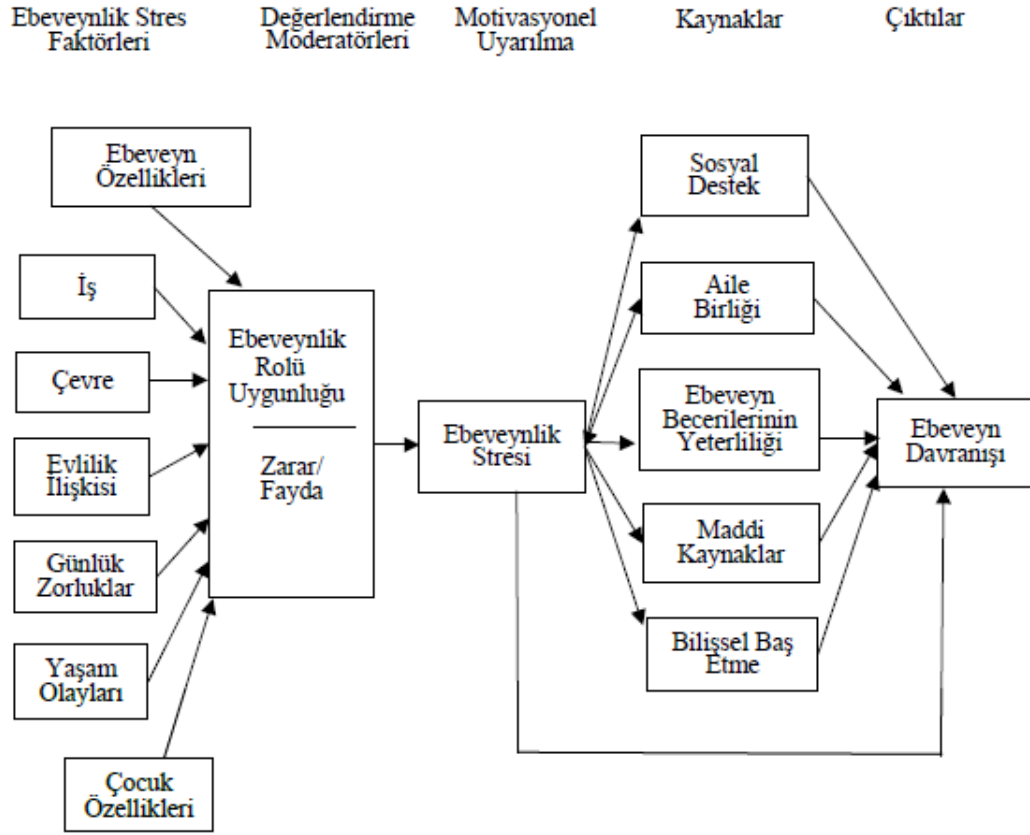 Ebeveynlik Stres
Faktörleri
Değerlendirme
Moderatörleri
Motivasyonel
Uyarılma
Kaynaklar
Çıktılar
Ebeveyn
Özellikleri
İş
Çevre
Evlilik
İlişkisi
Günlük
Zorluklar
Yaşam
Olayları
Çocuk
Özellikleri
Ebeveynlik
Rolü
Uygunluğu
Zarar/
Fayda
Ebeveynlik
Stresi
Sosyal
Destek
Aile
Birliği
Ebeveyn
Becerilerinin
Yeterliliği
Maddi
Kaynaklar
Bilişsel Baş
Etme
Ebeveyn
Davranışı